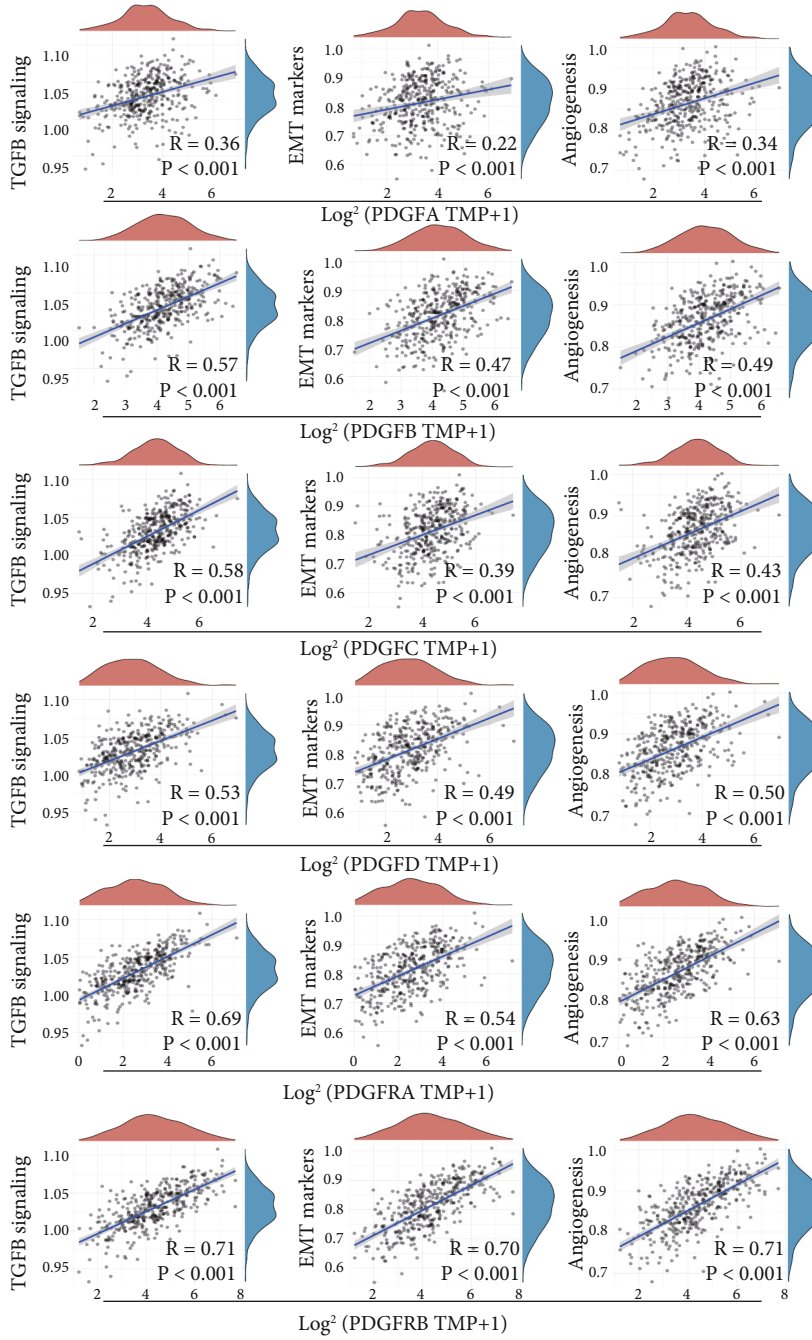 TGFB signaling
1.10
1.05
1.00
0.95
R = 0.36
P < 0.001
2 4 6
EMT markers
1.0
0.9
0.8
0.7
0.6
R = 0.22
P < 0.001
2 4 6
Angiogenesis
1.0
0.9
0.8
0.7
R = 0.34
P < 0.001
2 4 6
Log² (PDGFA TMP+1)
TGFB signaling
1.10
1.05
1.00
0.95
R = 0.57
P < 0.001
2 3 4 5 6
EMT markers
1.0
0.9
0.8
0.7
0.6
R = 0.47
P < 0.001
2 3 4 5 6
Angiogenesis
1.0
0.9
0.8
0.7
R = 0.49
P < 0.001
2 3 4 5 6
Log² (PDGFB TMP+1)
TGFB signaling
1.10
1.05
1.00
0.95
R = 0.58
P < 0.001
2 4 6
EMT markers
1.0
0.9
0.8
0.7
0.6
R = 0.39
P < 0.001
2 4 6
Angiogenesis
1.0
0.9
0.8
0.7
R = 0.43
P < 0.001
2 4 6
Log² (PDGFC TMP+1)
TGFB signaling
1.10
1.05
1.00
0.95
R = 0.53
P < 0.001
2 4 6
EMT markers
1.0
0.9
0.8
0.7
0.6
R = 0.49
P < 0.001
2 4 6
Angiogenesis
1.0
0.9
0.8
0.7
R = 0.50
P < 0.001
2 4 6
Log² (PDGFD TMP+1)
TGFB signaling
1.10
1.05
1.00
0.95
R = 0.69
P < 0.001
0 2 4 6
EMT markers
1.0
0.9
0.8
0.7
0.6
R = 0.54
P < 0.001
0 2 4 6
Angiogenesis
1.0
0.9
0.8
0.7
R = 0.63
P < 0.001
0 2 4 6
Log² (PDGFRA TMP+1)
TGFB signaling
1.10
1.05
1.00
0.95
R = 0.71
P < 0.001
2 4 6 8
EMT markers
1.0
0.9
0.8
0.7
0.6
R = 0.70
P < 0.001
2 4 6 8
Angiogenesis
1.0
0.9
0.8
0.7
R = 0.71
P < 0.001
2 4 6 8
Log² (PDGFRB TMP+1)